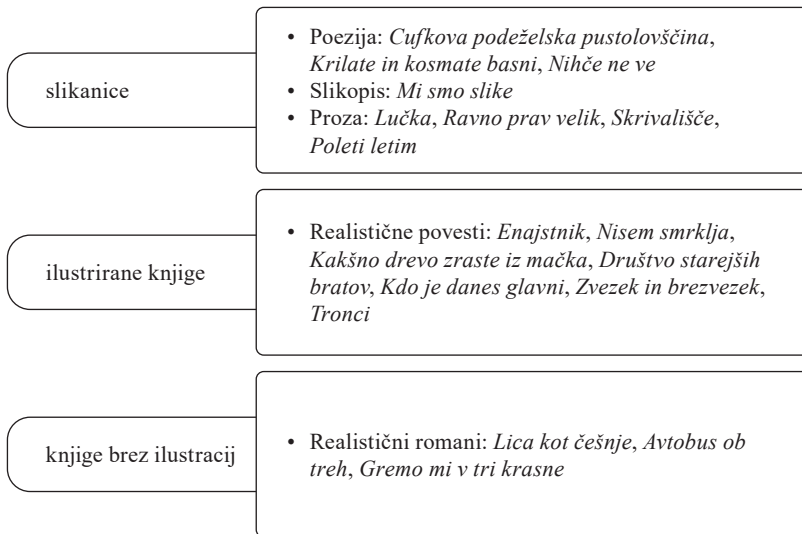 slikanice
• Poezija: Cufkova podeželska pustolovščina,
Krilate in kosmate basni, Nihče ne ve
• Slikopis: Mi smo slike
• Proza: Lučka, Ravno prav velik, Skrivališče,
Poleti letim
ilustrirane knjige
• Realistične povesti: Enajstnik, Nisem smrklja,
Kakšno drevo zraste iz mačka, Društvo starejših
bratov, Kdo je danes glavni, Zvezek in brezvezek,
Tronci
knjige brez ilustracij
• Realistični romani: Lica kot češnje, Avtobus ob
treh, Gremo mi v tri krasne